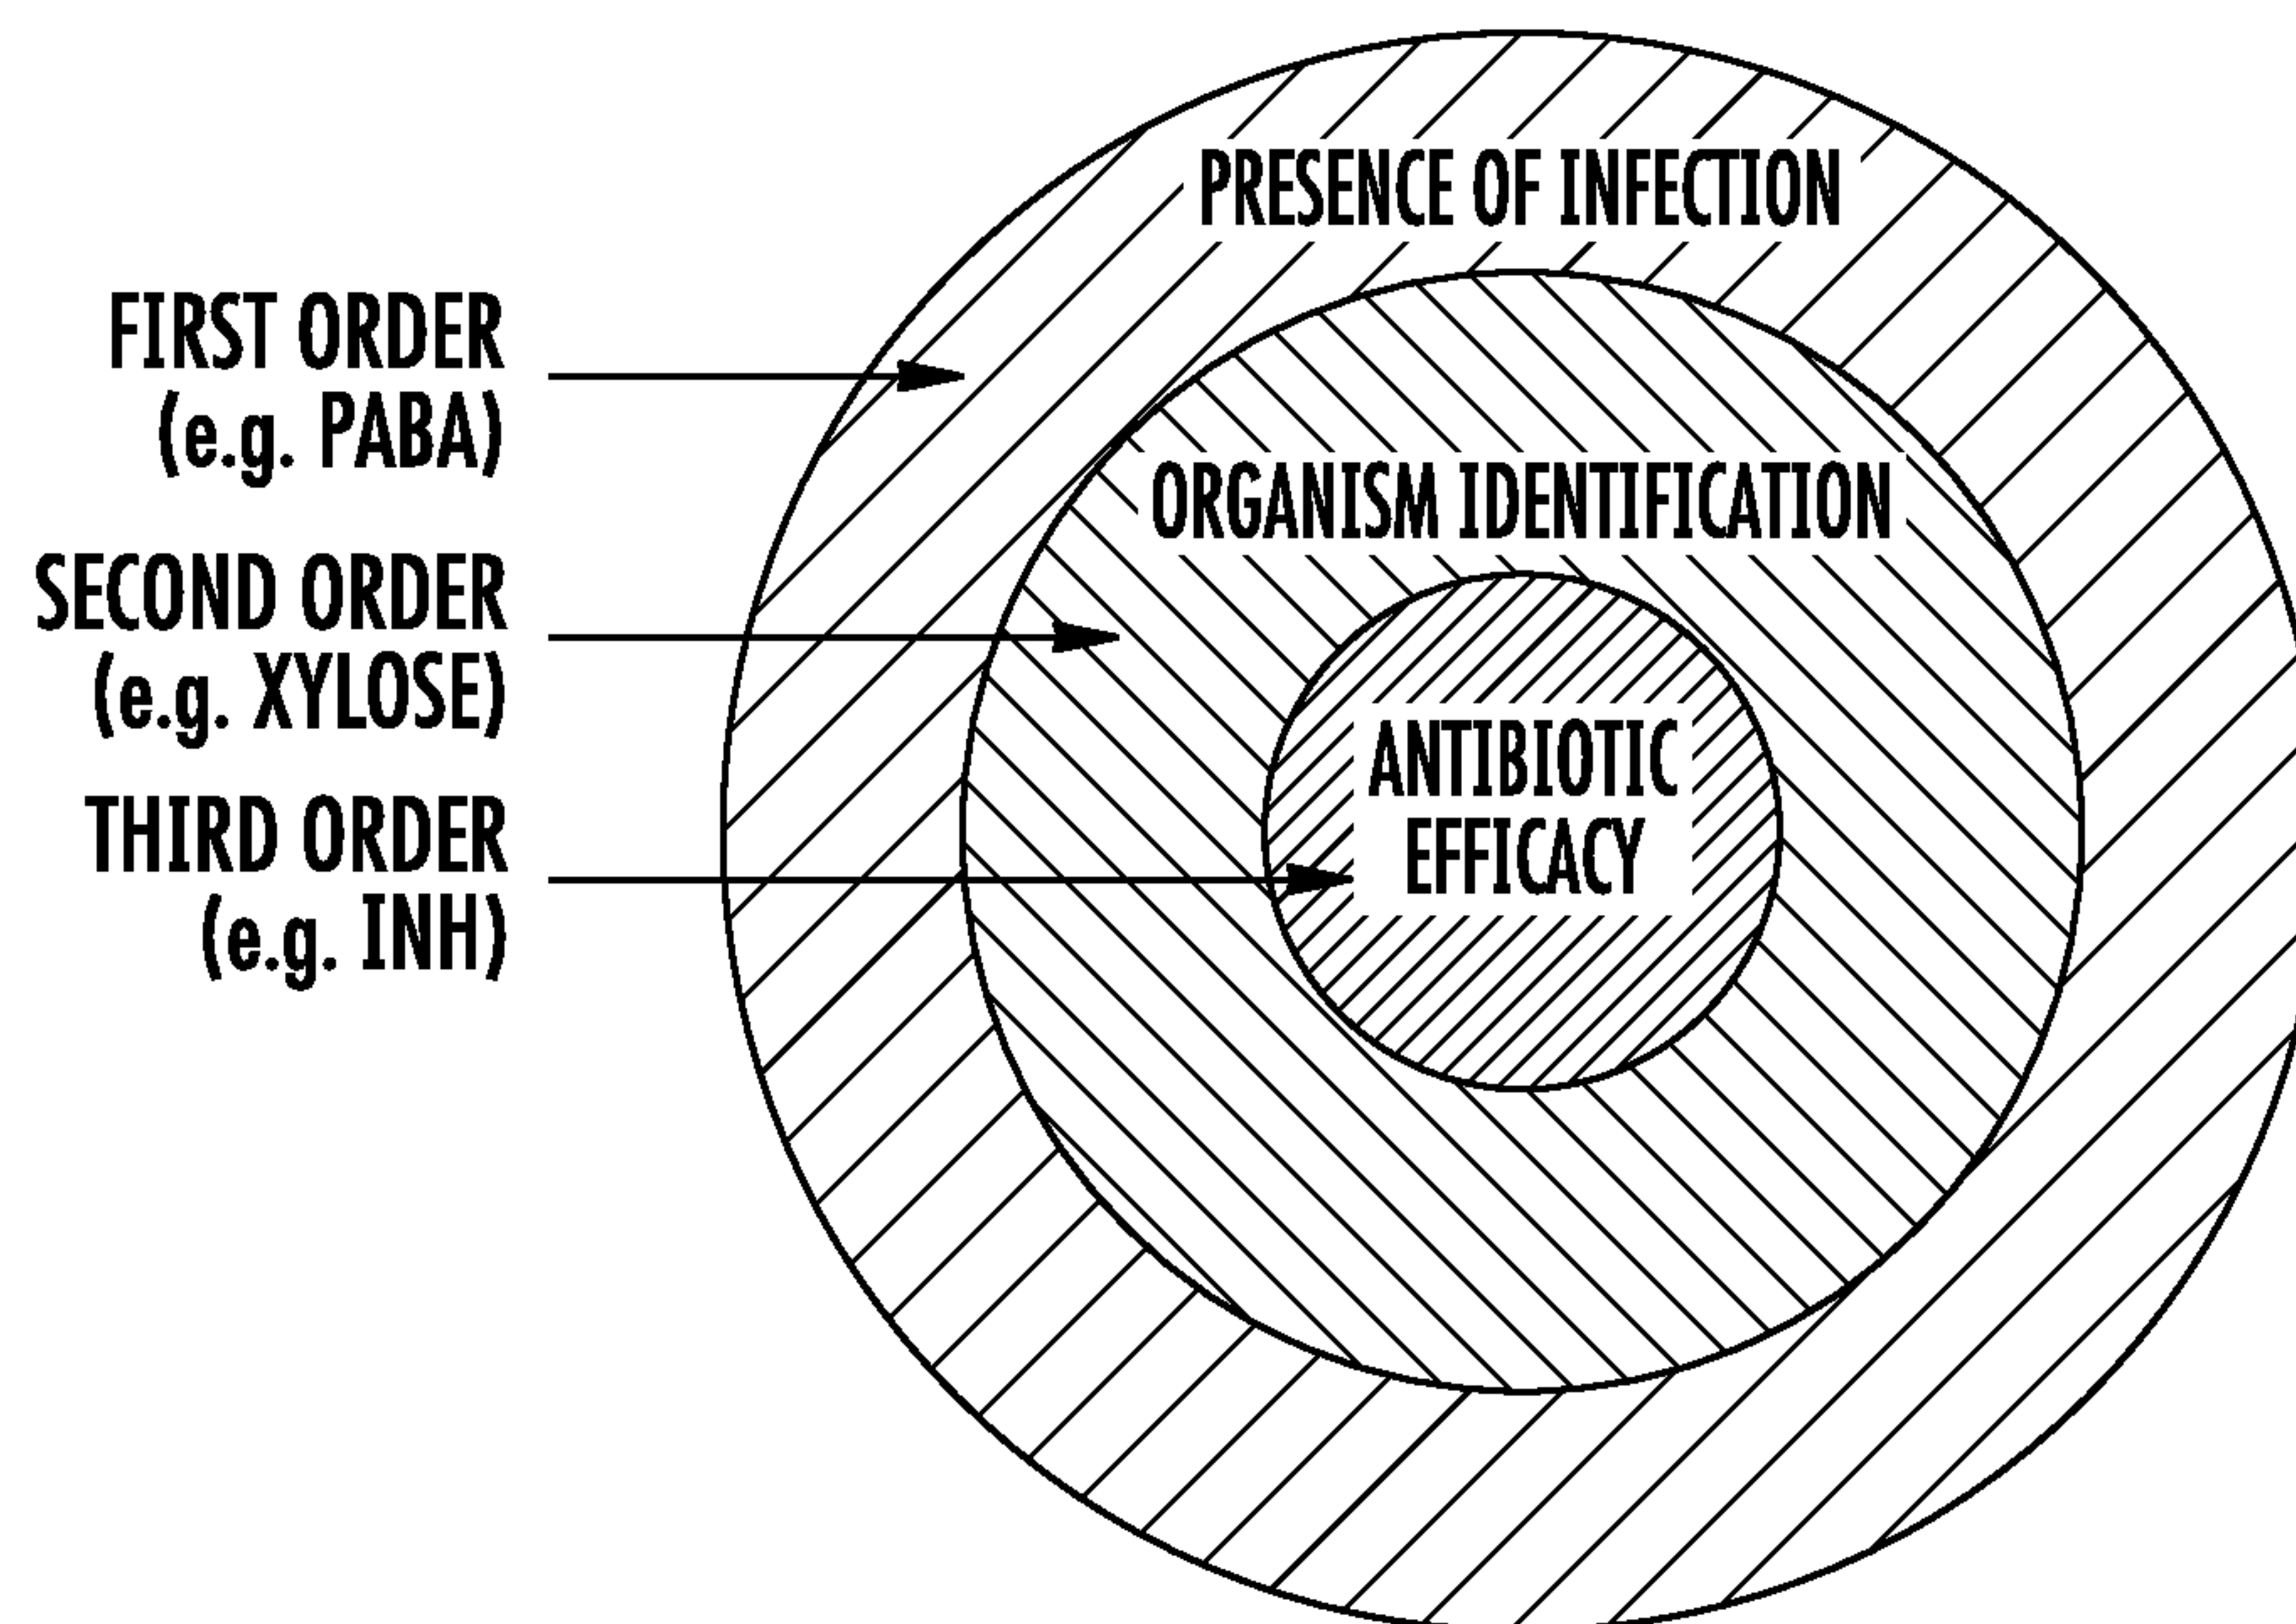 PRESENCE OF INFECTION
FIRST ORDER
(e.g. PABA)
ORGANISM IDENTIFICATION
SECOND ORDER
(e.g. XYLOSE)
ANTIBIOTIC
EFFICACY
THIRD ORDER
(e.g. INH)